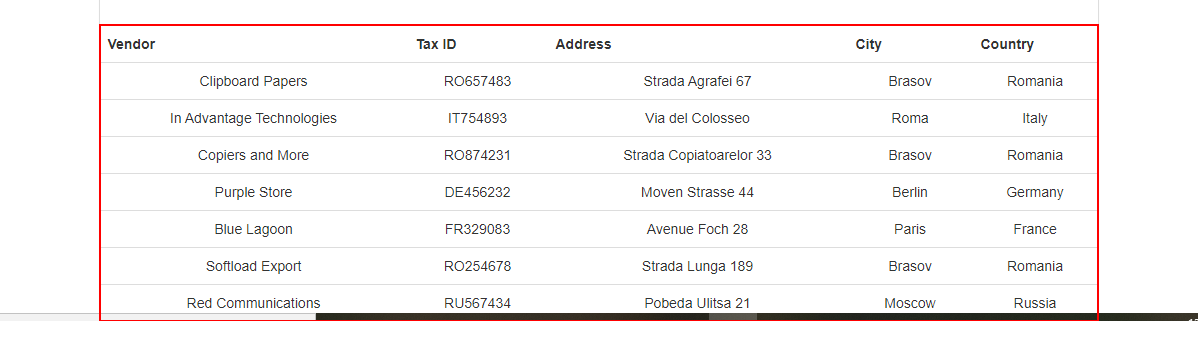 Vendor Tax ID Address City Country
Clipboard Papers RO657483 Strada Agrafei 67 Brasov Romania
In Advantage Technologies IT754893 Via del Colosseo Roma Italy
Copiers and More RO874231 Strada Copiatoarelor 33 Brasov Romania
Purple Store DE456232 Moven Strasse 44 Berlin Germany
Blue Lagoon FR329083 Avenue Foch 28 Paris France
Softload Export RO254678 Strada Lunga 189 Brasov Romania
Red Communications RU567434 Pobeda Ulitsa 21 Moscow Russia